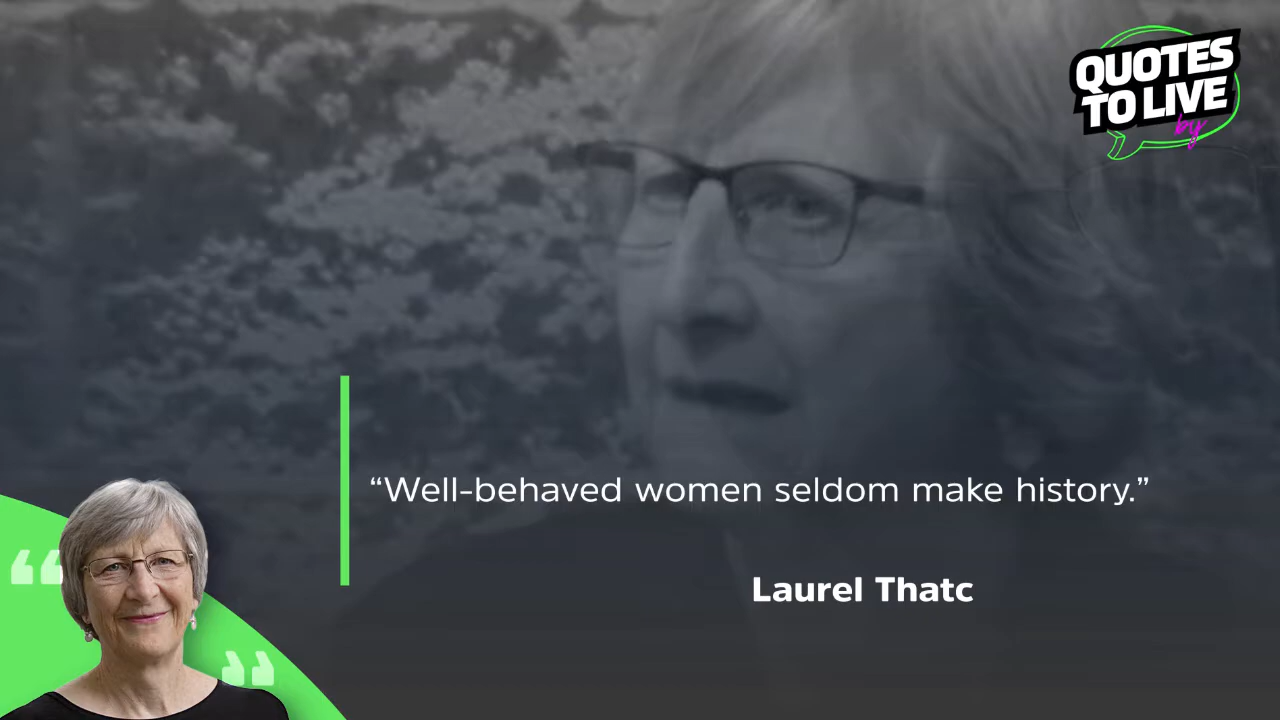 QUOTES
TO LIVE
by
“Well-behaved women seldom make history.”
Laurel Thatc